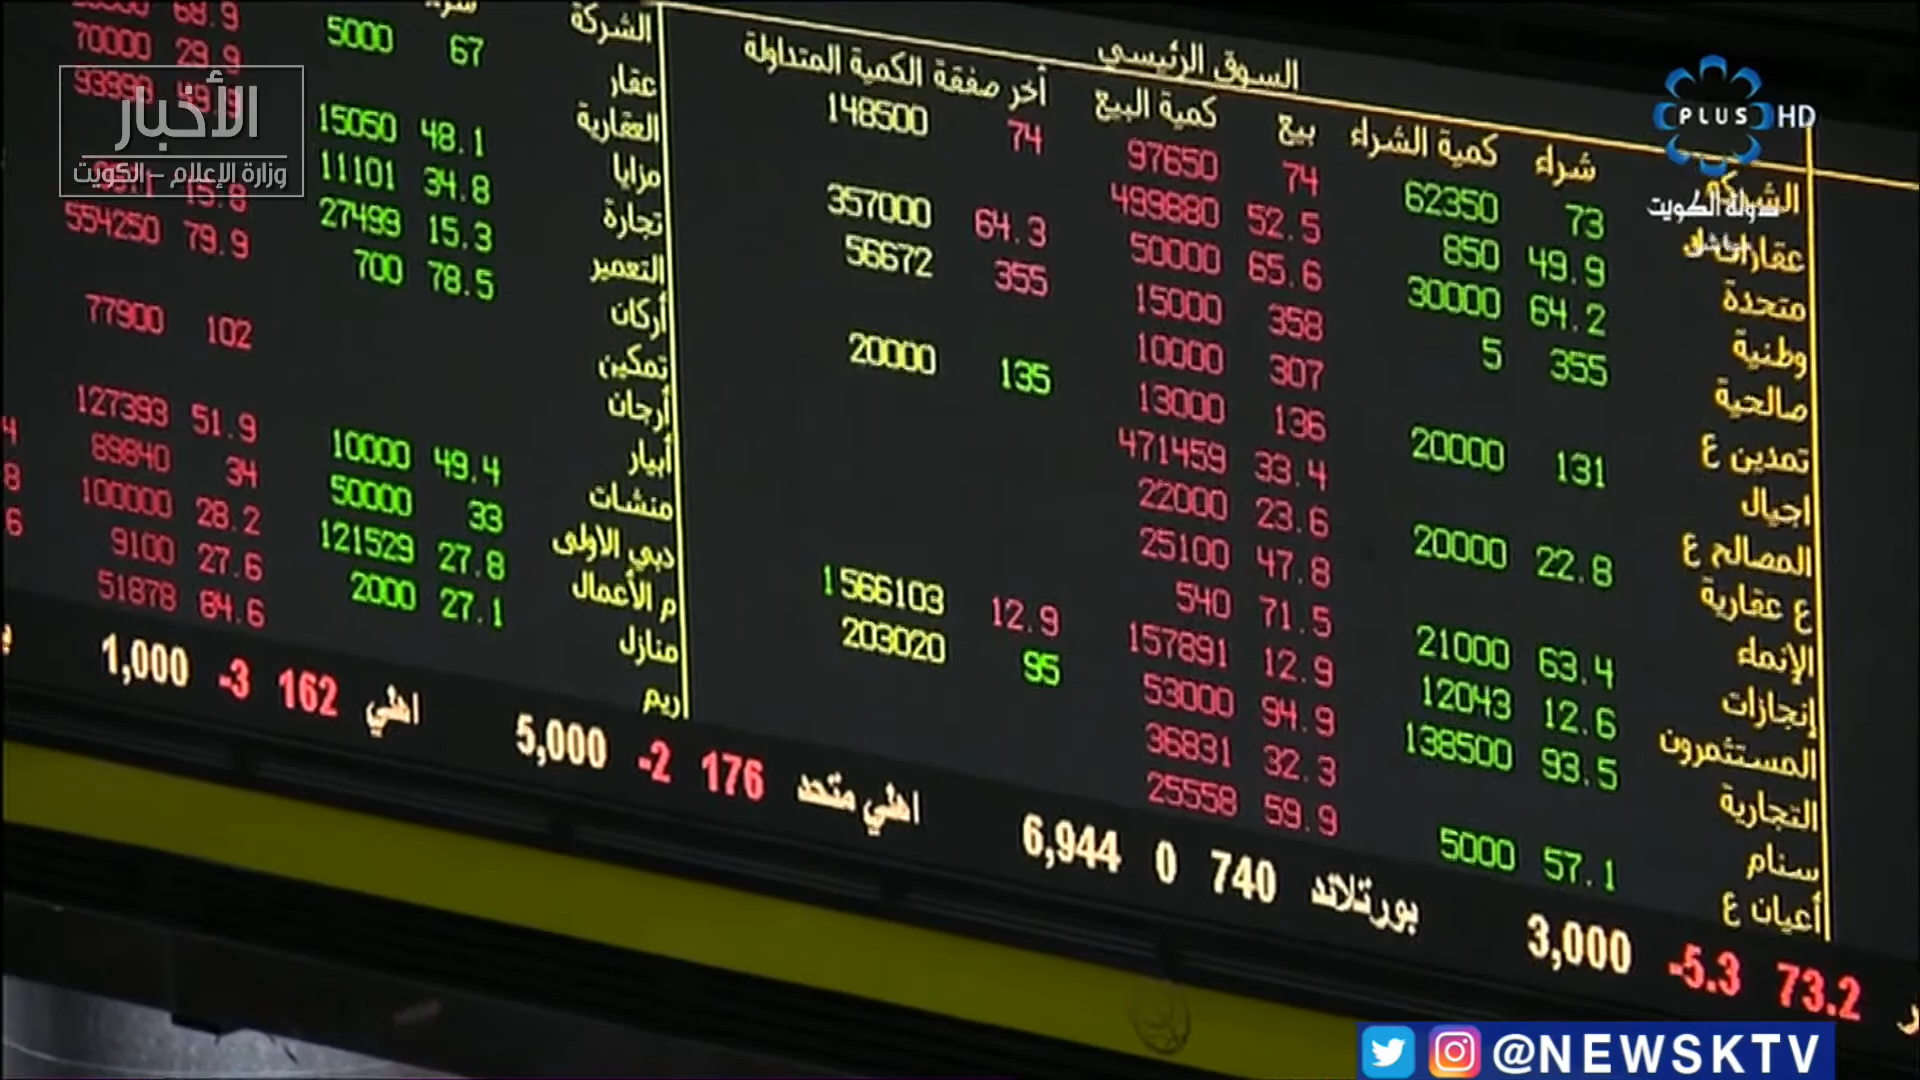 الأخبار
وزارة الإعلام – الكويت
PLUS HD
دولة الكويت
مباشر
السوق الرئيسي
الشركة شراء كمية الشراء بيع كمية البيع آخر صفقة الكمية المتداولة
عقارات ك 73 62350 74 97650 74 148500
متحدة 49.9 850 52.5 499880
وطنية 64.2 30000 65.6 50000 64.3 357000
صالحية 355 5 358 15000 355 56672
تمدين ع 307 10000
اجيال 131 20000 136 13000 135 20000
المصالح ع 33.4 471459
ع عقارية 22.8 20000 23.6 22000
الإنماء 47.8 25100
إنجازات 63.4 21000 71.5 540
المستثمرون 12.6 12043 12.9 157891 12.9 1566103
التجارية 93.5 138500 94.9 53000 95 203020
سنام 32.3 36831
أعيان ع 57.1 5000 59.9 25558
الشركة شراء
عقار 67 5000 68.9
العقارية 29.9 70000
مزايا 48.1 15050
تجارة 34.8 11101
التعمير 15.3 27499 15.8
أركان 78.5 700 79.9 554250
تمكين
أرجان 102 77900
أبيار
منشات 49.4 10000 51.9 127393
دبي الاولى 33 50000 34 89840
م الأعمال 27.8 121529 28.2 100000
منازل 27.1 2000 27.6 9100
ريم 84.6 51878
73.2 -5.3 3,000 بورتلاند 740 0 6,944 اهلي متحد 176 -2 5,000 اهلي 162 -3 1,000
@NEWSKTV